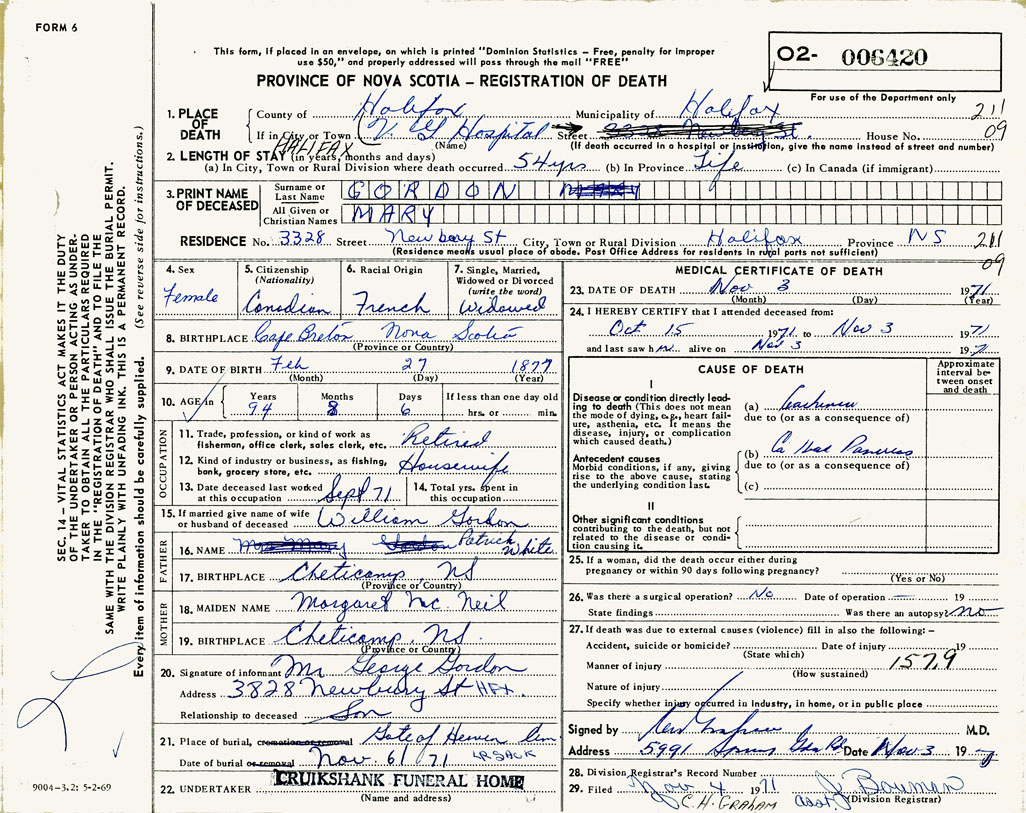 FORM 6
This form, if placed in an envelope, on which is printed "Dominion Statistics – Free, penalty for improper
use $50," and properly addressed will pass through the mail "FREE"
PROVINCE OF NOVA SCOTIA – REGISTRATION OF DEATH
O2- 006420
For use of the Department only
1. PLACE OF DEATH
County of Halifax Municipality of Halifax 211
If in City or Town V. G Hospital Street House No. 09
HALIFAX (Name) (If death occurred in a hospital or institution, give the name instead of street and number)
2. LENGTH OF STAY (in years, months and days)
(a) In City, Town or Rural Division where death occurred 54 yrs (b) In Province Life (c) In Canada (if immigrant)
3. PRINT NAME OF DECEASED
Surname or Last Name GORDON MARY
All Given or Christian Names MARY
RESIDENCE No. 3328 Street Newbery St City, Town or Rural Division Halifax Province NS 211
(Residence means usual place of abode. Post Office Address for residents in rural parts not sufficient) 09
4. Sex
Female
5. Citizenship (Nationality)
Canadian
6. Racial Origin
French
7. Single, Married, Widowed or Divorced (write the word)
Widowed
8. BIRTHPLACE Cape Breton Nova Scotia
(Province or Country)
9. DATE OF BIRTH Feb 27 1877
(Month) (Day) (Year)
10. AGE in Years Months Days If less than one day old
94 8 6 hrs. or min.
OCCUPATION
11. Trade, profession, or kind of work as fisherman, office clerk, sales clerk, etc. Retired
12. Kind of industry or business, as fishing, bank, grocery store, etc. Housewife
13. Date deceased last worked at this occupation Sept 71
14. Total yrs. spent in this occupation
15. If married give name of wife or husband of deceased William Gordon
FATHER
16. NAME Mrs Mary Gordon Patrick White
17. BIRTHPLACE Cheticamp NS
(Province or Country)
MOTHER
18. MAIDEN NAME Margaret Mc. Neil
19. BIRTHPLACE Cheticamp. NS.
(Province or Country)
20. Signature of informant Mr George Gordon
Address 3828 Newbury St HFX
Relationship to deceased Son
21. Place of burial, cremation or removal Gate of Heaven Cem
Date of burial or removal Nov. 6/71 LR SACK
22. UNDERTAKER CRUIKSHANK FUNERAL HOME
(Name and address)
MEDICAL CERTIFICATE OF DEATH
23. DATE OF DEATH Nov 3 1971
(Month) (Day) (Year)
24. I HEREBY CERTIFY that I attended deceased from:
Oct 15 1971 to Nov 3 1971
and last saw her alive on Nov 3 1971
CAUSE OF DEATH
Approximate interval between onset and death
I
Disease or condition directly leading to death (This does not mean the mode of dying, e.g., heart failure, asthenia, etc. It means the disease, injury, or complication which caused death.)
(a)
due to (or as a consequence of)
Antecedent causes
Morbid conditions, if any, giving rise to the above cause, stating the underlying condition last.
(b) Ca Head Pancreas
due to (or as a consequence of)
(c)
II
Other significant conditions contributing to the death, but not related to the disease or condition causing it.
25. If a woman, did the death occur either during pregnancy or within 90 days following pregnancy?
(Yes or No)
26. Was there a surgical operation? No Date of operation — 19
State findings Was there an autopsy? no
27. If death was due to external causes (violence) fill in also the following: –
Accident, suicide or homicide? Date of injury 19
(State which)
Manner of injury 1579
(How sustained)
Nature of injury
Specify whether injury occurred in industry, in home, or in public place
Signed by M.D.
Address 5991 Spring Gdn Rd Date Nov 3 19
28. Division Registrar's Record Number
29. Filed Nov 4 1971 J Bowman
C. H. GRAHAM asst (Division Registrar)
SEC. 14 – VITAL STATISTICS ACT MAKES IT THE DUTY
OF THE UNDERTAKER OR PERSON ACTING AS UNDER-
TAKER TO OBTAIN ALL THE PARTICULARS REQUIRED
IN THE "REGISTRATION OF DEATH" AND TO FILE THE
SAME WITH THE DIVISION REGISTRAR WHO SHALL ISSUE THE BURIAL PERMIT.
WRITE PLAINLY WITH UNFADING INK. THIS IS A PERMANENT RECORD.
Every item of information should be carefully supplied. (See reverse side for instructions.)
9004-3.2: 5-2-69